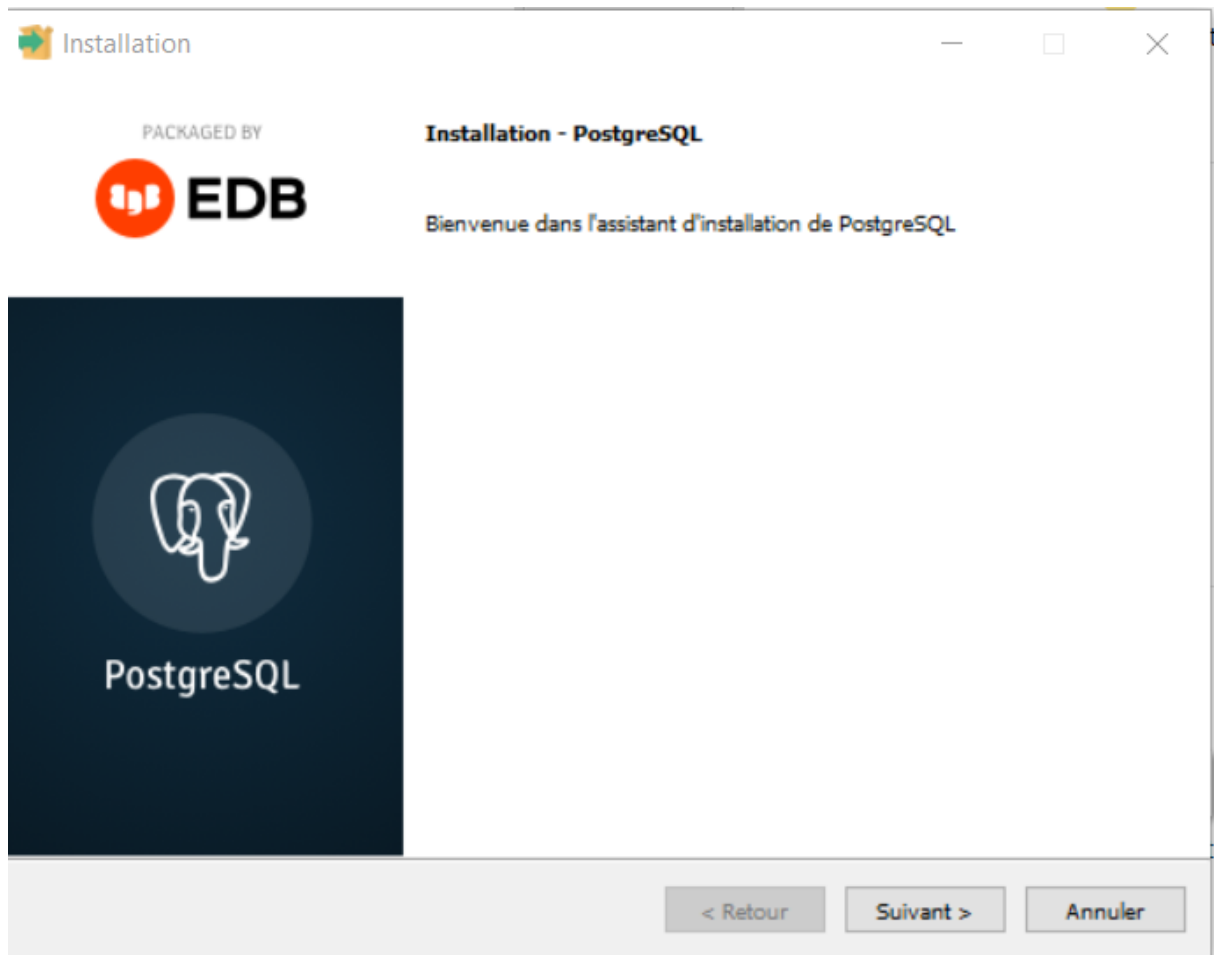 Installation
PACKAGED BY
EDB
Installation - PostgreSQL
Bienvenue dans l'assistant d'installation de PostgreSQL
PostgreSQL
< Retour
Suivant >
Annuler